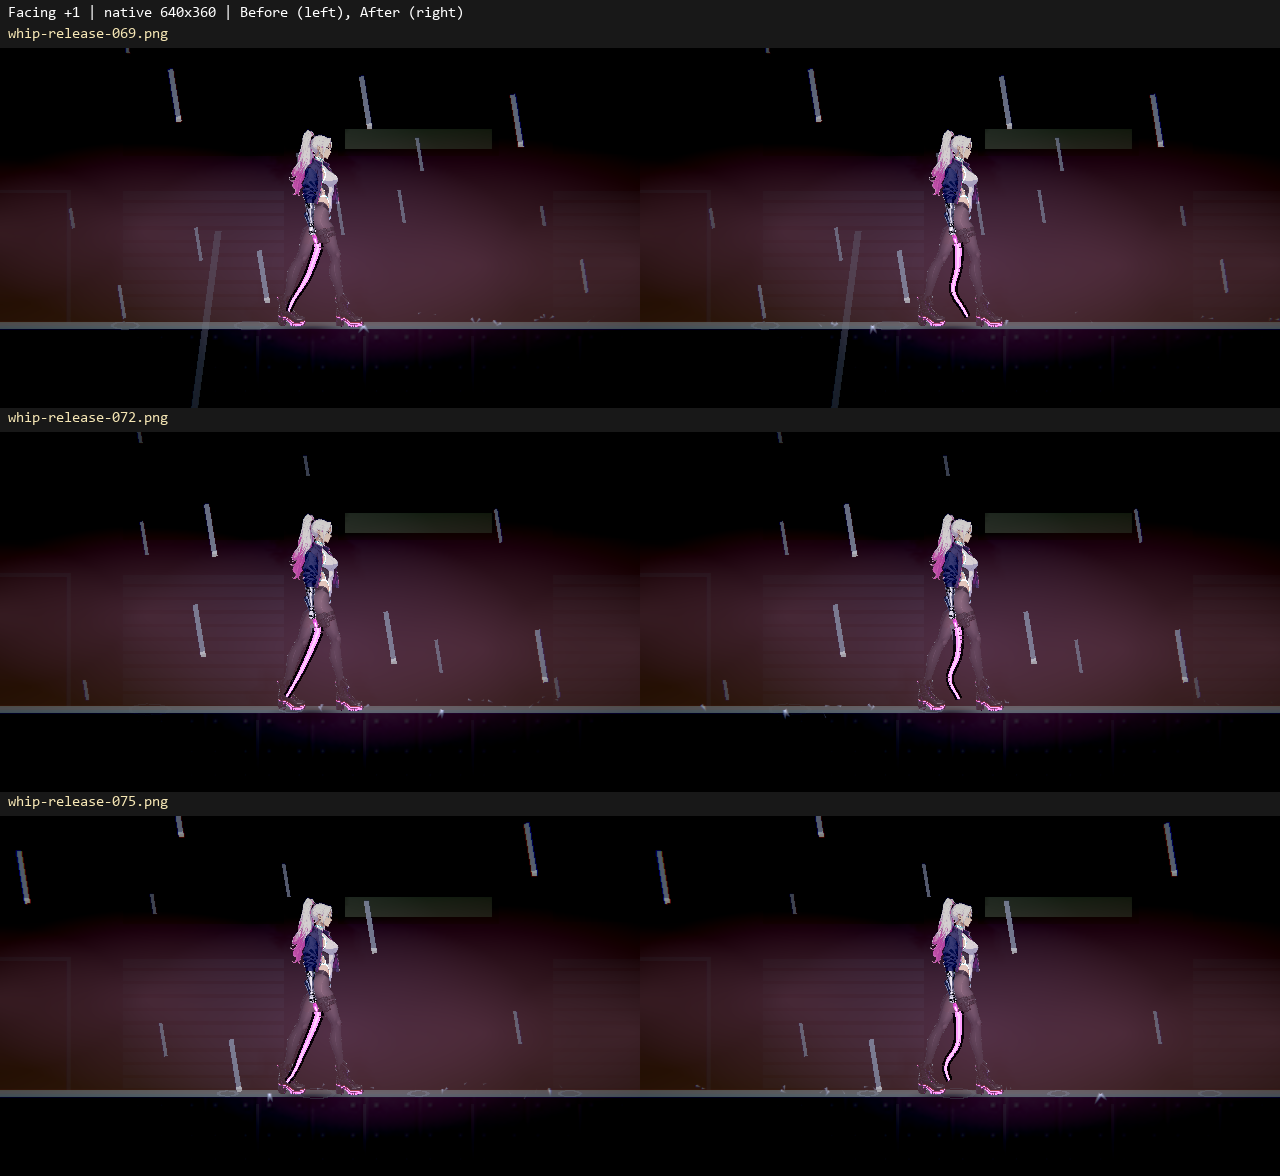 Facing +1 | native 640x360 | Before (left), After (right)
whip-release-069.png
whip-release-072.png
whip-release-075.png